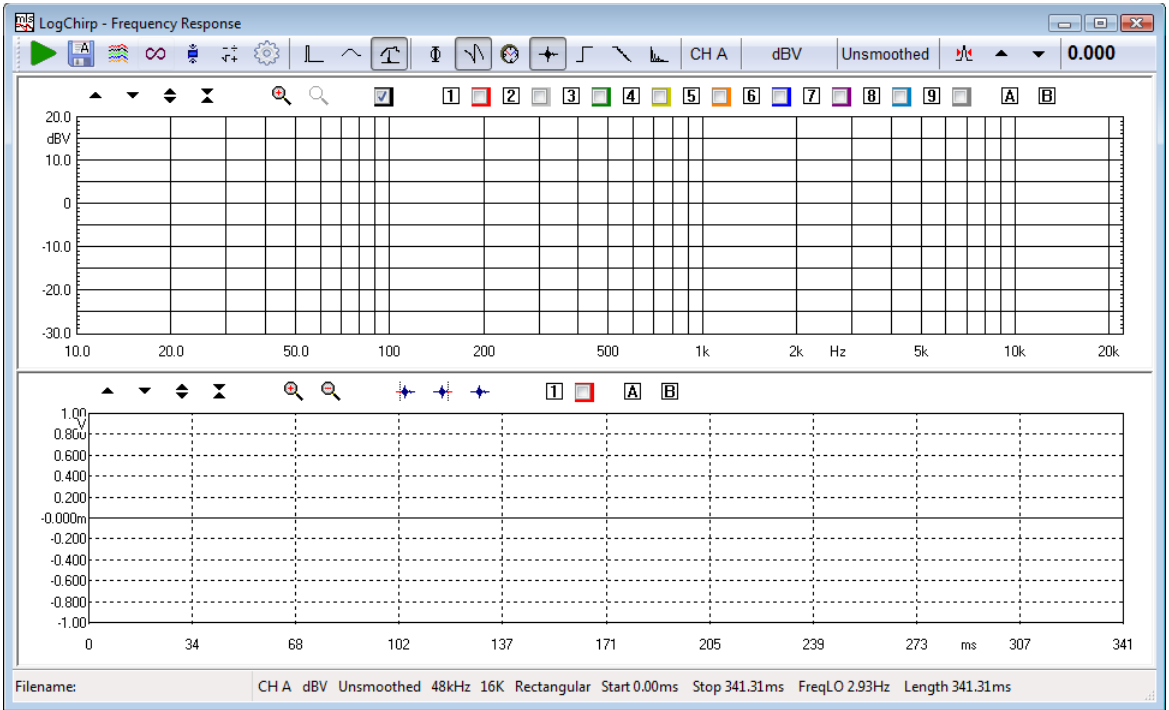 mls LogChirp - Frequency Response
A Φ CH A dBV Unsmoothed 0.000
1 2 3 4 5 6 7 8 9 A B
20.0
dBV
10.0
0
-10.0
-20.0
-30.0
10.0 20.0 50.0 100 200 500 1k 2k Hz 5k 10k 20k
1 A B
1.00
V
0.800
0.600
0.400
0.200
-0.000m
-0.200
-0.400
-0.600
-0.800
-1.00
0 34 68 102 137 171 205 239 273 ms 307 341
Filename: CH A dBV Unsmoothed 48kHz 16K Rectangular Start 0.00ms Stop 341.31ms FreqLO 2.93Hz Length 341.31ms